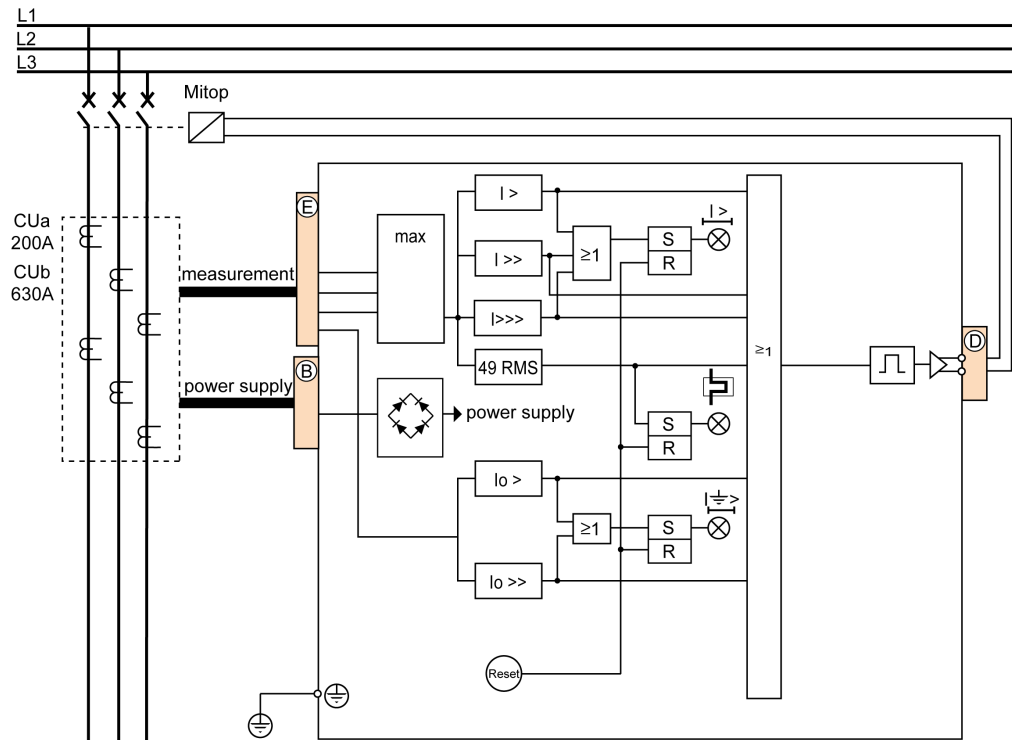 L1
L2
L3
Mitop
CUa
200A
CUb
630A
measurement
power supply
E
B
D
max
I >
I >>
I>>>
49 RMS
≥1
S
R
I >
power supply
S
R
Io >
Io >>
≥1
S
R
I >
≥1
Reset